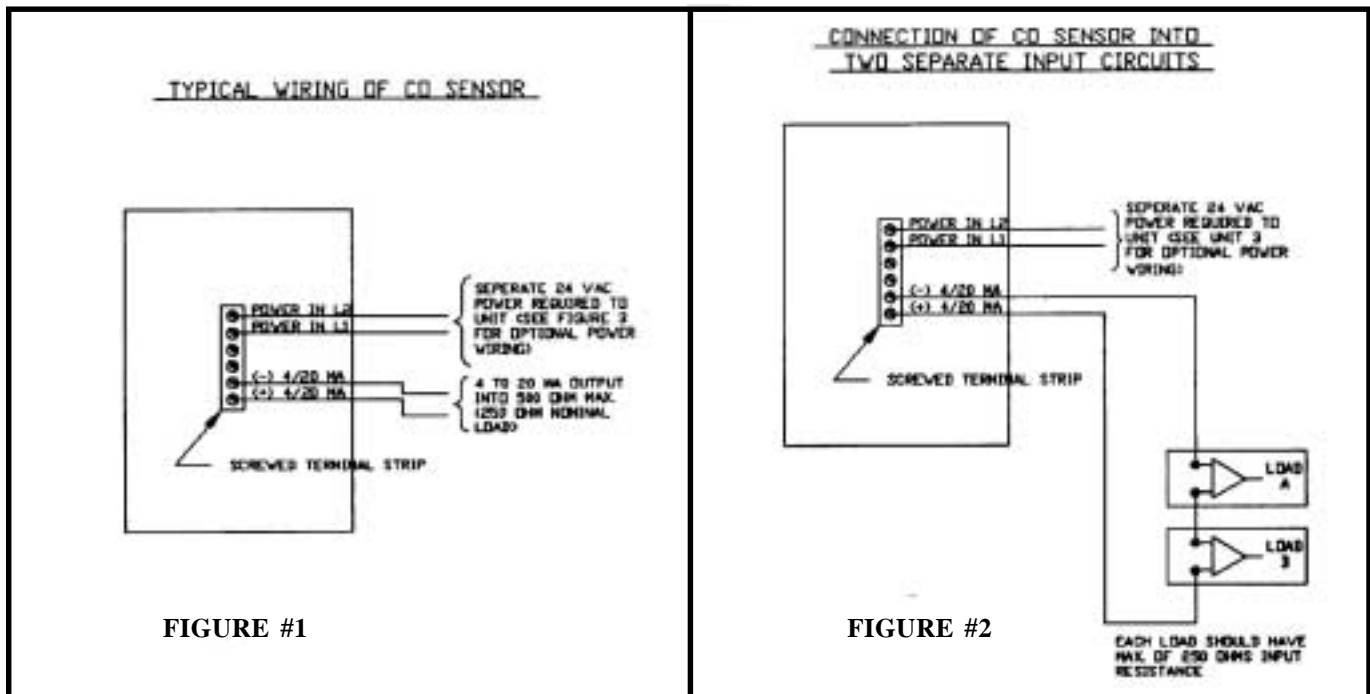 TYPICAL WIRING OF CO SENSOR
POWER IN L2
POWER IN L1
(-) 4/20 MA
(+) 4/20 MA
SEPERATE 24 VAC
POWER REQUIRED TO
UNIT (SEE FIGURE 3
FOR OPTIONAL POWER
WIRING)
4 TO 20 MA OUTPUT
INTO 500 OHM MAX.
(250 OHM NOMINAL
LOAD)
SCREWED TERMINAL STRIP
FIGURE #1
CONNECTION OF CO SENSOR INTO
TWO SEPARATE INPUT CIRCUITS
POWER IN L2
POWER IN L1
(-) 4/20 MA
(+) 4/20 MA
SEPERATE 24 VAC
POWER REQUIRED TO
UNIT (SEE UNIT 3
FOR OPTIONAL POWER
WIRING)
SCREWED TERMINAL STRIP
LOAD
A
LOAD
B
FIGURE #2
EACH LOAD SHOULD HAVE
MAX. OF 250 OHMS INPUT
RESISTANCE